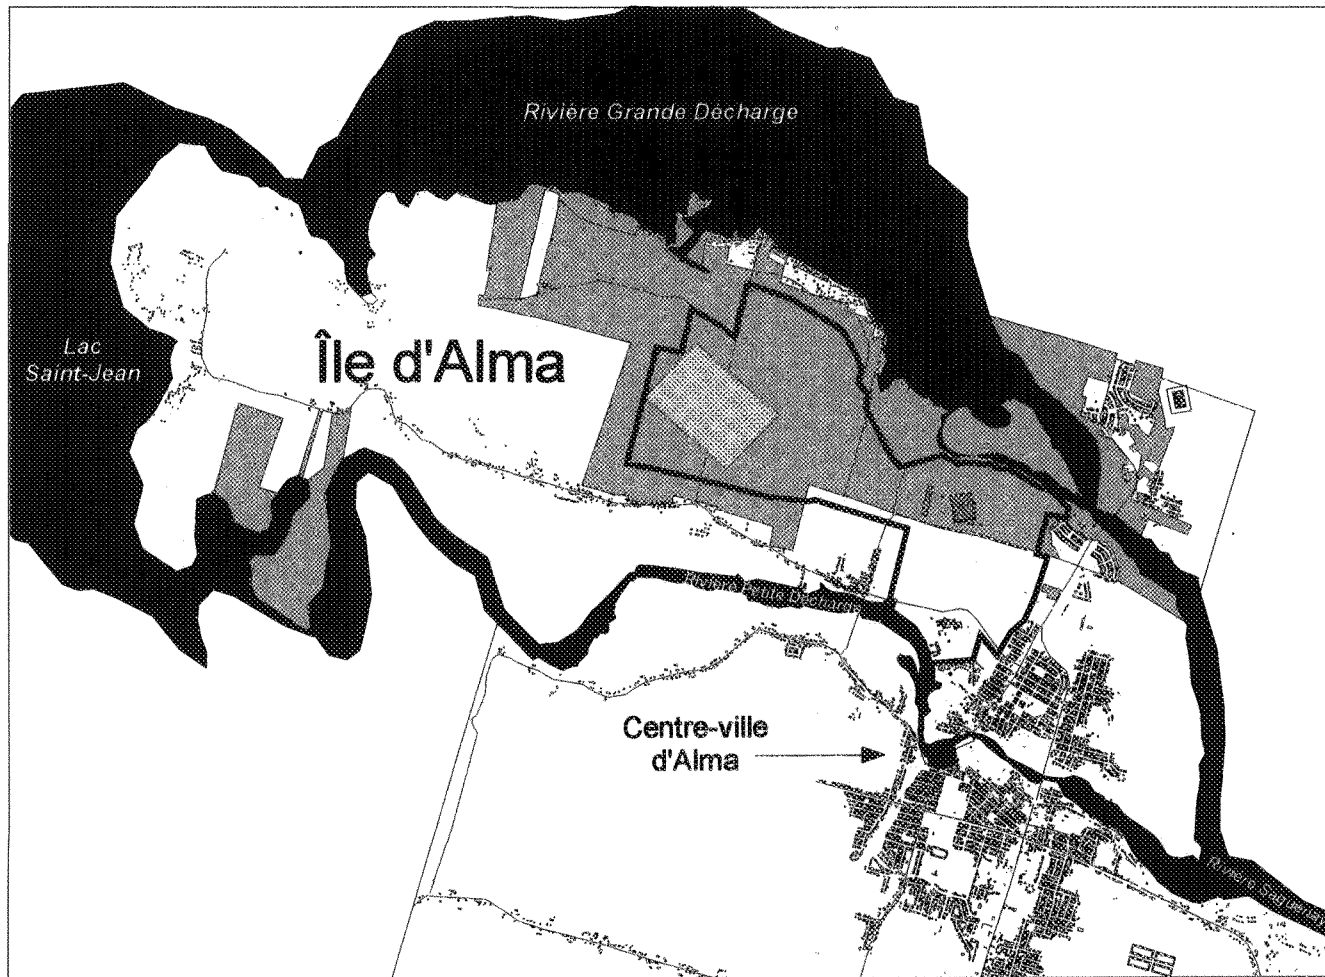 Rivière Grande Décharge
Lac
Saint-Jean
Île d'Alma
Rivière Petite Décharge
Centre-ville
d'Alma
Rivière Saguenay